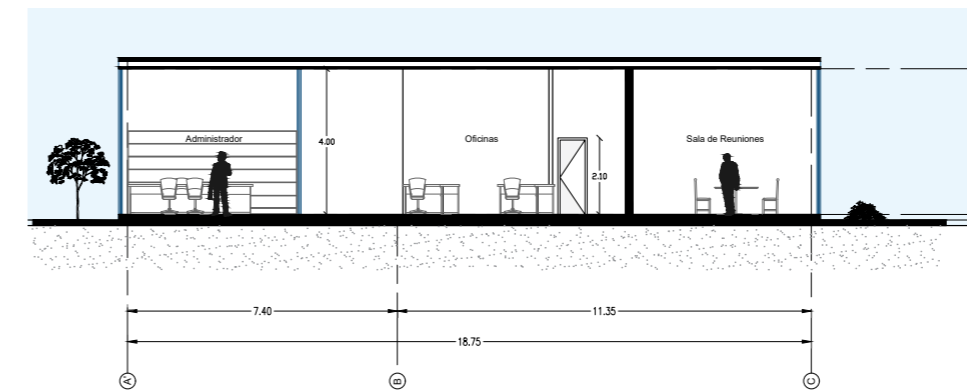 Administrador
4.00
Oficinas
2.10
Sala de Reuniones
7.40
11.35
18.75
A'
B
C